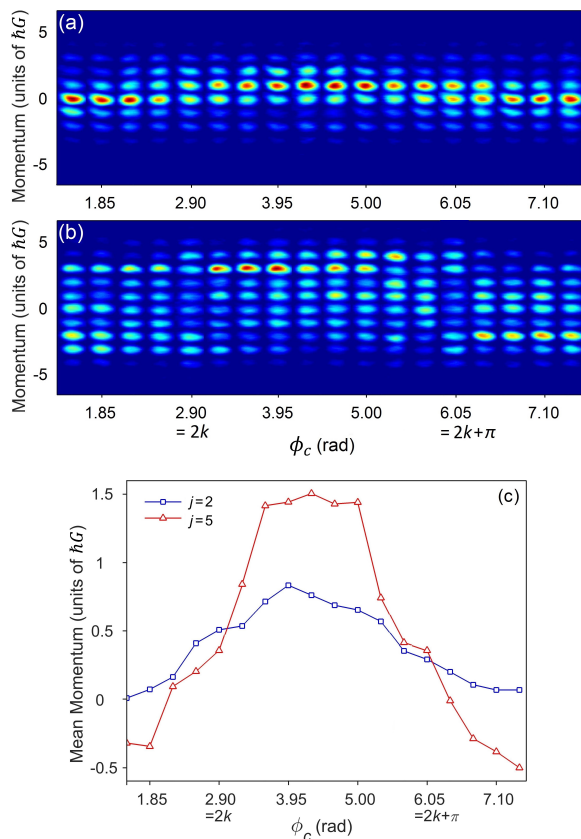 (a)
Momentum (units of ℏG)
5
0
-5
1.85 2.90 3.95 5.00 6.05 7.10
(b)
Momentum (units of ℏG)
5
0
-5
1.85 2.90 3.95 5.00 6.05 7.10
= 2k ϕc (rad) = 2k+π
(c)
j=2
j=5
Mean Momentum (units of ℏG)
1.5
1
0.5
0
-0.5
1.85 2.90 3.95 5.00 6.05 7.10
=2k =2k+π
ϕc (rad)